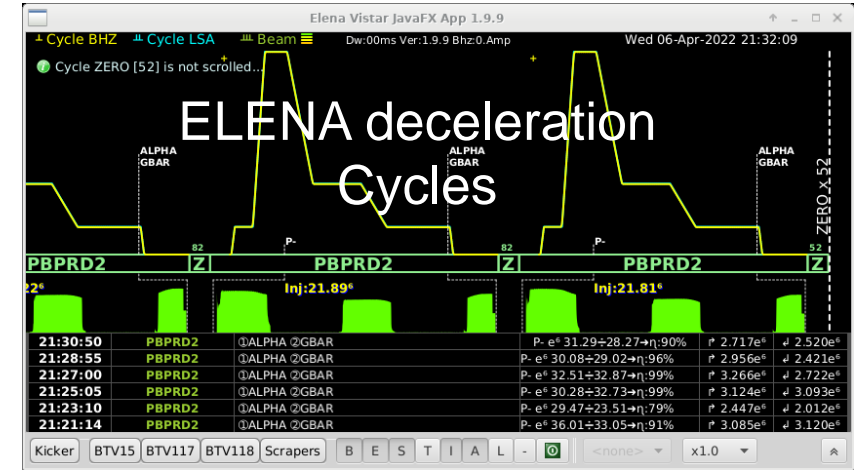 Elena Vistar JavaFX App 1.9.9
Cycle BHZ Cycle LSA Beam Dw:00ms Ver:1.9.9 Bhz:0.Amp Wed 06-Apr-2022 21:32:09
Cycle ZERO [52] is not scrolled...
ELENA deceleration
Cycles
ALPHA
GBAR
ALPHA
GBAR
ALPHA
GBAR
ZERO x 52
82 P- 82 P- 52
PBPRD2 Z PBPRD2 Z PBPRD2 Z
2⁶ Inj:21.89⁶ Inj:21.81⁶
21:30:50 PBPRD2 ①ALPHA ②GBAR P- e⁶ 31.29÷28.27➔η:90% ↱ 2.717e⁶ ↲ 2.520e⁶
21:28:55 PBPRD2 ①ALPHA ②GBAR P- e⁶ 30.08÷29.02➔η:96% ↱ 2.956e⁶ ↲ 2.421e⁶
21:27:00 PBPRD2 ①ALPHA ②GBAR P- e⁶ 32.51÷32.87➔η:99% ↱ 3.266e⁶ ↲ 2.722e⁶
21:25:05 PBPRD2 ①ALPHA ②GBAR P- e⁶ 30.28÷32.73➔η:99% ↱ 3.124e⁶ ↲ 3.093e⁶
21:23:10 PBPRD2 ①ALPHA ②GBAR P- e⁶ 29.47÷23.51➔η:79% ↱ 2.447e⁶ ↲ 2.012e⁶
21:21:14 PBPRD2 ①ALPHA ②GBAR P- e⁶ 36.01÷33.05➔η:91% ↱ 3.085e⁶ ↲ 3.120e⁶
Kicker BTV15 BTV117 BTV118 Scrapers B E S T I A L - <none> x1.0